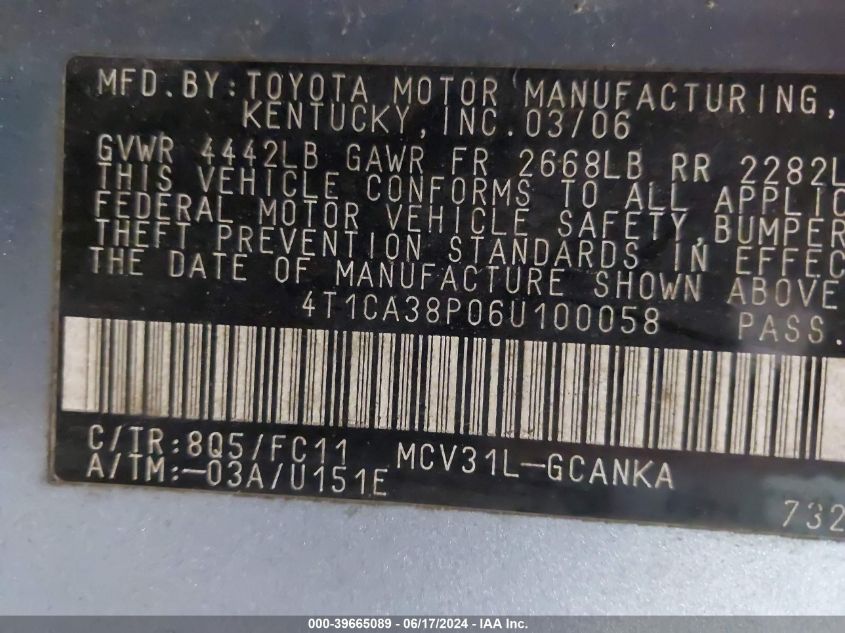 MFD. BY: TOYOTA MOTOR MANUFACTURING,
KENTUCKY, INC. 03/06
GVWR 4442LB GAWR FR 2668LB RR 2282L
THIS VEHICLE CONFORMS TO ALL APPLIC
FEDERAL MOTOR VEHICLE SAFETY, BUMPER
THEFT PREVENTION STANDARDS IN EFFEC
THE DATE OF MANUFACTURE SHOWN ABOVE
4T1CA38P06U100058 PASS.
C/TR: 8Q5/FC11 MCV31L-GCANKA
A/TM: -03A/U151E
732
000-39665089 - 06/17/2024 - IAA Inc.